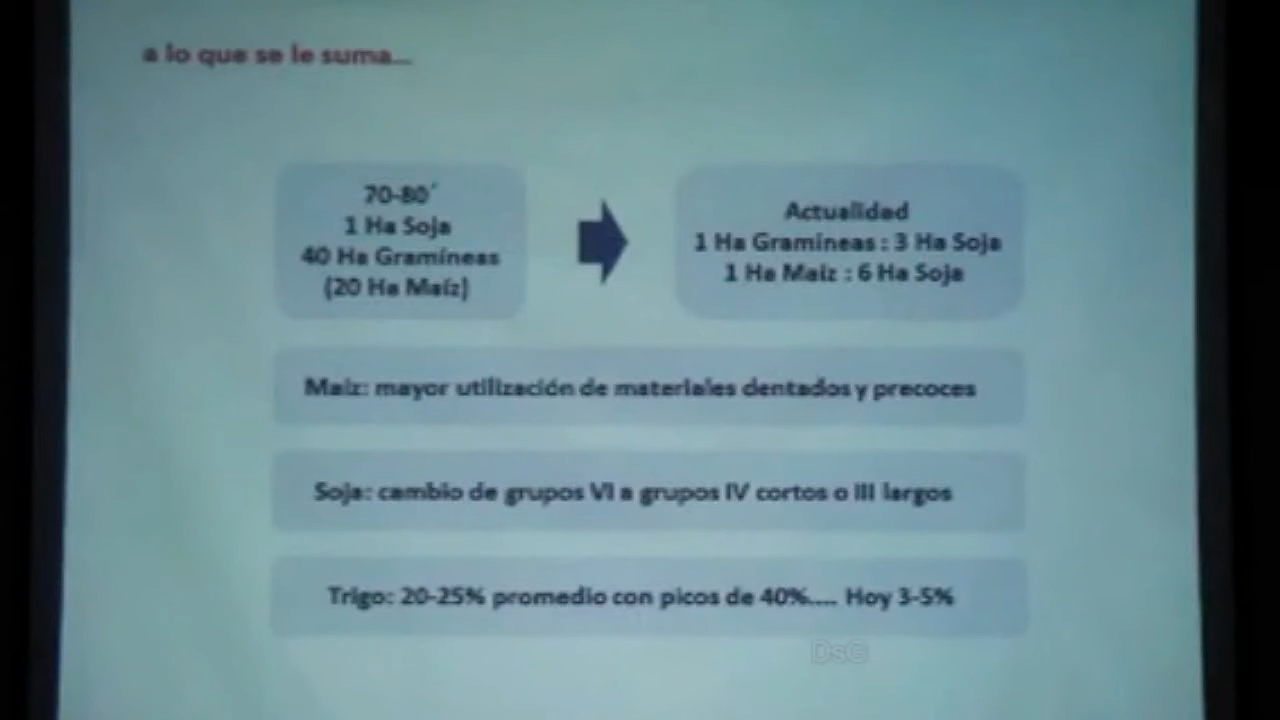 a lo que se le suma...
70-80´
1 Ha Soja
40 Ha Gramíneas
(20 Ha Maíz)
Actualidad
1 Ha Gramineas : 3 Ha Soja
1 Ha Maíz : 6 Ha Soja
Maíz: mayor utilización de materiales dentados y precoces
Soja: cambio de grupos VI a grupos IV cortos o III largos
Trigo: 20-25% promedio con picos de 40%.... Hoy 3-5%
DsG